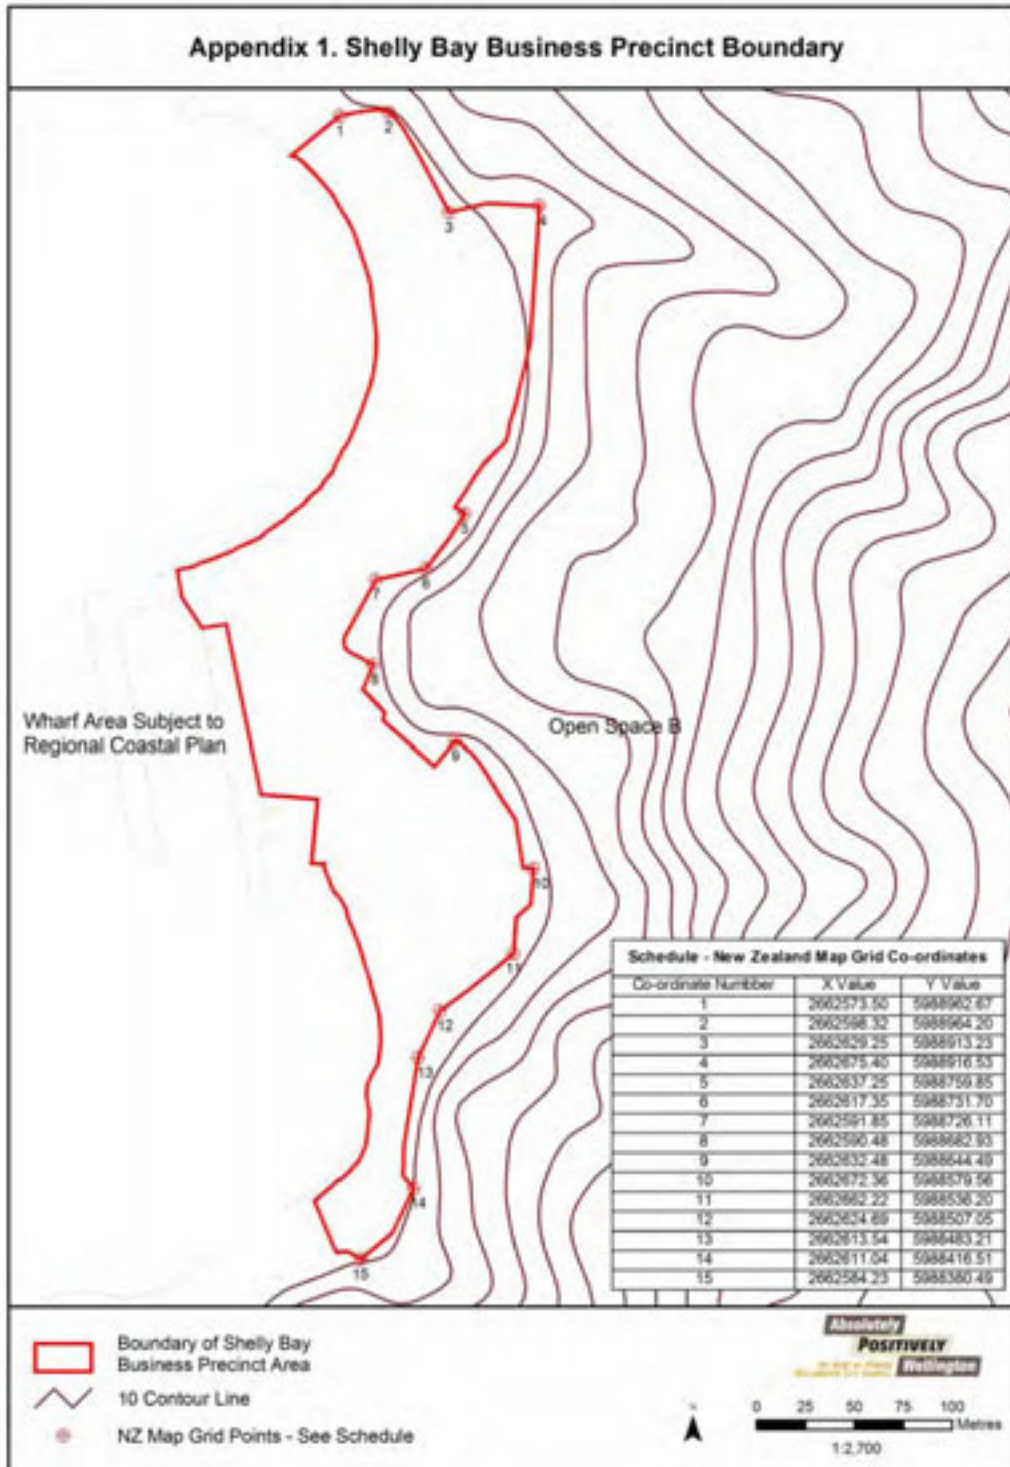 Appendix 1. Shelly Bay Business Precinct Boundary
1
2
3
4
5
6
7
8
9
10
11
12
13
14
15
Wharf Area Subject to
Regional Coastal Plan
Open Space B
Schedule - New Zealand Map Grid Co-ordinates
Co-ordinate Numbber X Value Y Value
1 2662573.50 5988962.67
2 2662598.32 5988964.20
3 2662629.25 5988913.23
4 2662675.40 5988916.53
5 2662637.25 5988759.85
6 2662617.35 5988731.70
7 2662591.85 5988726.11
8 2662590.48 5988682.93
9 2662632.48 5988644.49
10 2662672.36 5988579.56
11 2662662.22 5988536.20
12 2662624.69 5988507.05
13 2662613.54 5988483.21
14 2662611.04 5988416.51
15 2662584.23 5988380.49
Boundary of Shelly Bay
Business Precinct Area
10 Contour Line
NZ Map Grid Points - See Schedule
Absolutely
POSITIVELY
Wellington
N
0 25 50 75 100
Metres
1:2,700